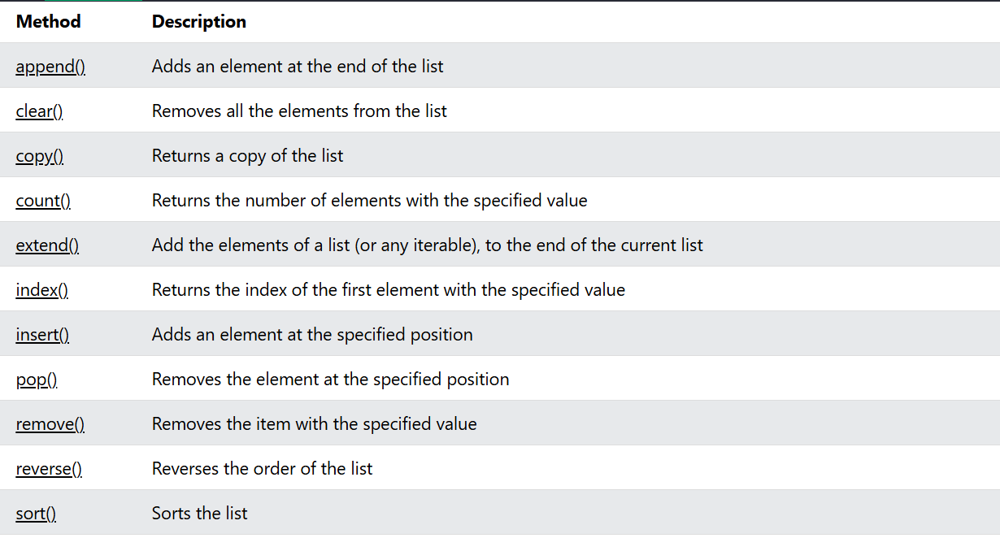 Method Description
append() Adds an element at the end of the list
clear() Removes all the elements from the list
copy() Returns a copy of the list
count() Returns the number of elements with the specified value
extend() Add the elements of a list (or any iterable), to the end of the current list
index() Returns the index of the first element with the specified value
insert() Adds an element at the specified position
pop() Removes the element at the specified position
remove() Removes the item with the specified value
reverse() Reverses the order of the list
sort() Sorts the list